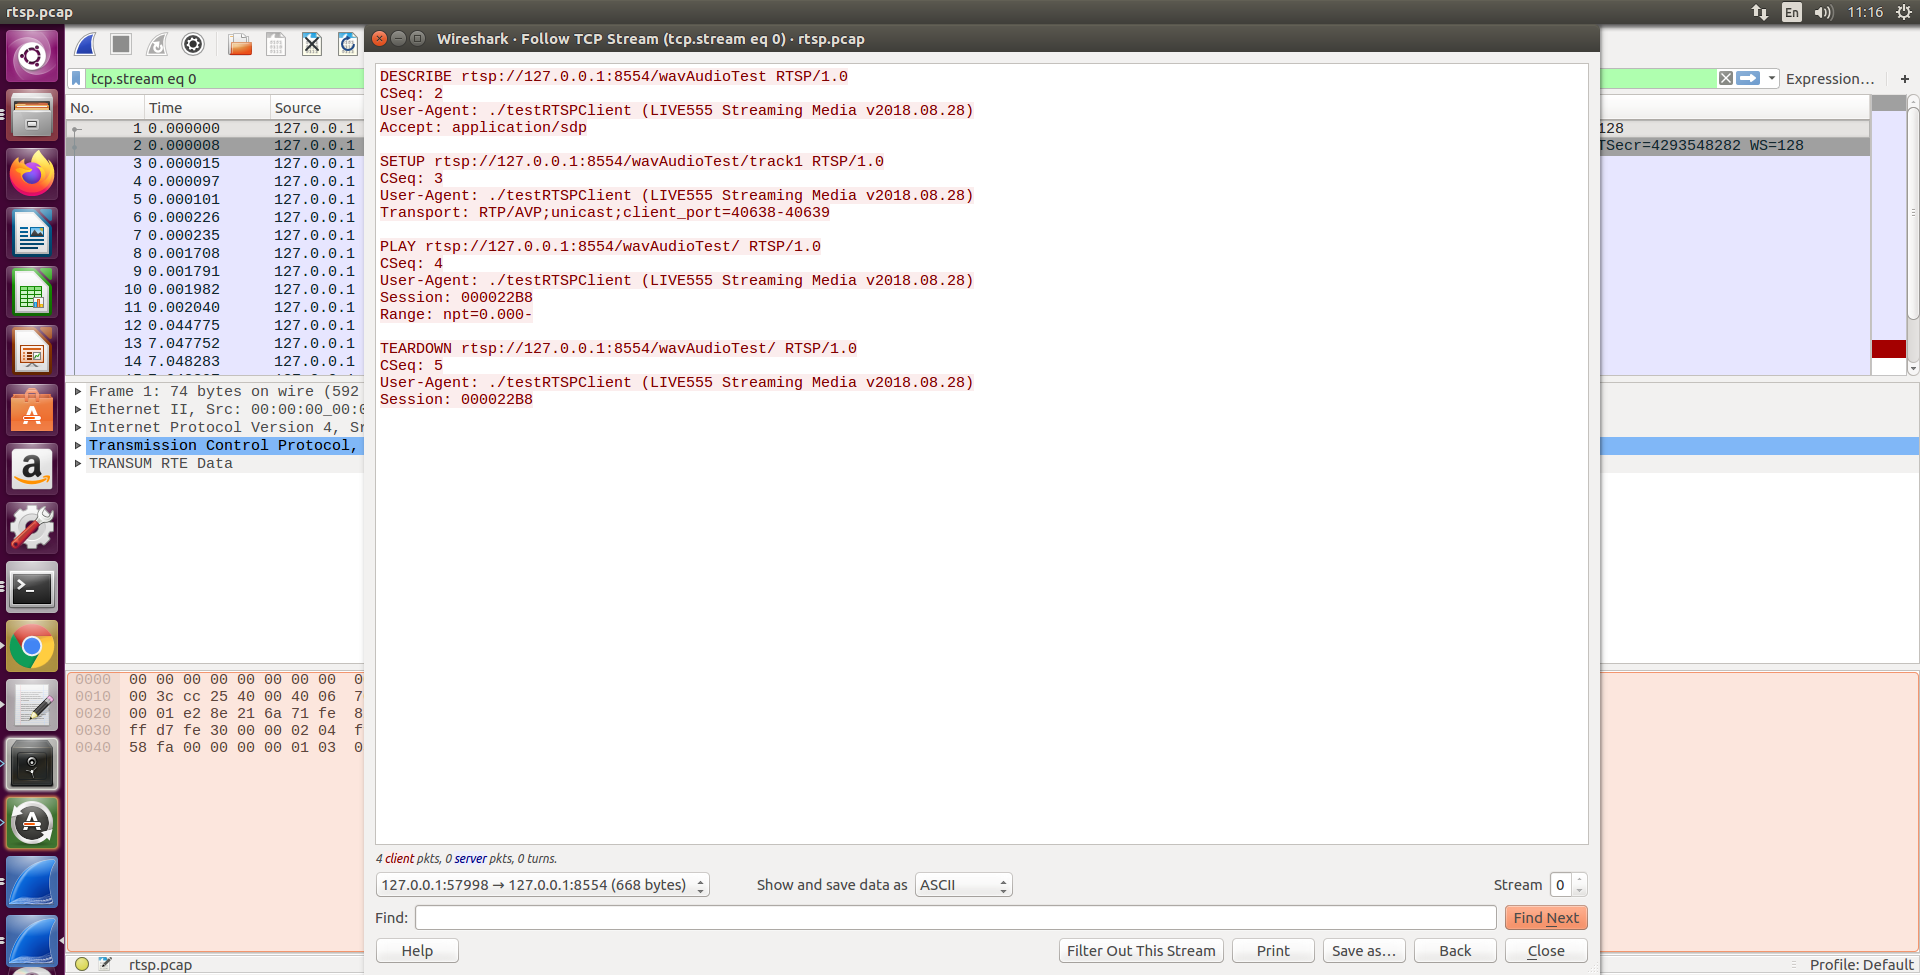 rtsp.pcap
En
11:16
Wireshark · Follow TCP Stream (tcp.stream eq 0) · rtsp.pcap
tcp.stream eq 0
Expression…
+
No. Time Source
1 0.000000 127.0.0.1
128
2 0.000008 127.0.0.1
TSecr=4293548282 WS=128
3 0.000015 127.0.0.1
4 0.000097 127.0.0.1
5 0.000101 127.0.0.1
6 0.000226 127.0.0.1
7 0.000235 127.0.0.1
8 0.001708 127.0.0.1
9 0.001791 127.0.0.1
10 0.001982 127.0.0.1
11 0.002040 127.0.0.1
12 0.044775 127.0.0.1
13 7.047752 127.0.0.1
14 7.048283 127.0.0.1
Frame 1: 74 bytes on wire (592
Ethernet II, Src: 00:00:00_00:0
Internet Protocol Version 4, Sr
Transmission Control Protocol,
TRANSUM RTE Data
0000 00 00 00 00 00 00 00 00 0
0010 00 3c cc 25 40 00 40 06 7
0020 00 01 e2 8e 21 6a 71 fe 8
0030 ff d7 fe 30 00 00 02 04 f
0040 58 fa 00 00 00 00 01 03 0
DESCRIBE rtsp://127.0.0.1:8554/wavAudioTest RTSP/1.0
CSeq: 2
User-Agent: ./testRTSPClient (LIVE555 Streaming Media v2018.08.28)
Accept: application/sdp
SETUP rtsp://127.0.0.1:8554/wavAudioTest/track1 RTSP/1.0
CSeq: 3
User-Agent: ./testRTSPClient (LIVE555 Streaming Media v2018.08.28)
Transport: RTP/AVP;unicast;client_port=40638-40639
PLAY rtsp://127.0.0.1:8554/wavAudioTest/ RTSP/1.0
CSeq: 4
User-Agent: ./testRTSPClient (LIVE555 Streaming Media v2018.08.28)
Session: 000022B8
Range: npt=0.000-
TEARDOWN rtsp://127.0.0.1:8554/wavAudioTest/ RTSP/1.0
CSeq: 5
User-Agent: ./testRTSPClient (LIVE555 Streaming Media v2018.08.28)
Session: 000022B8
4 client pkts, 0 server pkts, 0 turns.
127.0.0.1:57998 → 127.0.0.1:8554 (668 bytes)
Show and save data as ASCII
Stream 0
Find:
Find Next
Help
Filter Out This Stream
Print
Save as…
Back
Close
rtsp.pcap
Profile: Default